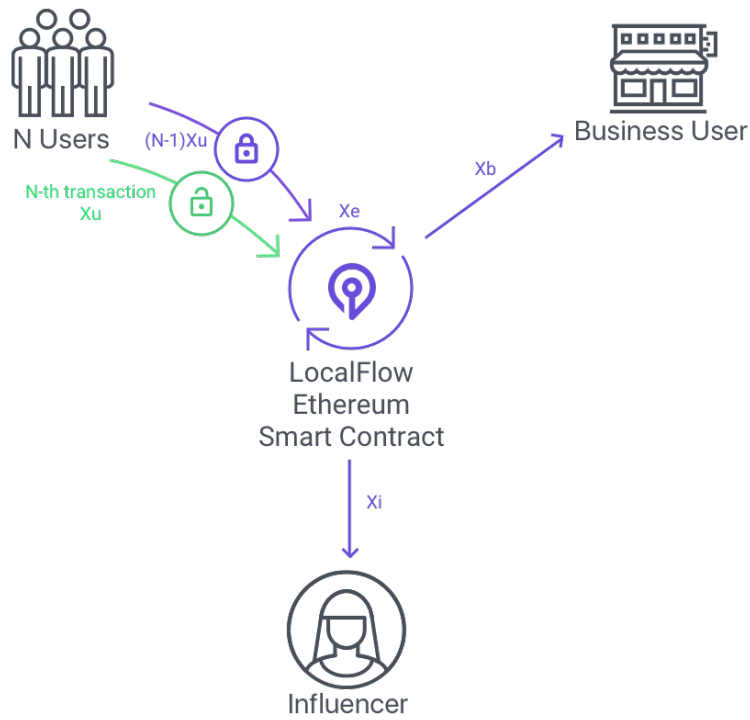 N Users
(N-1)Xu
N-th transaction
Xu
Xe
Xb
Business User
LocalFlow
Ethereum
Smart Contract
Xi
Influencer